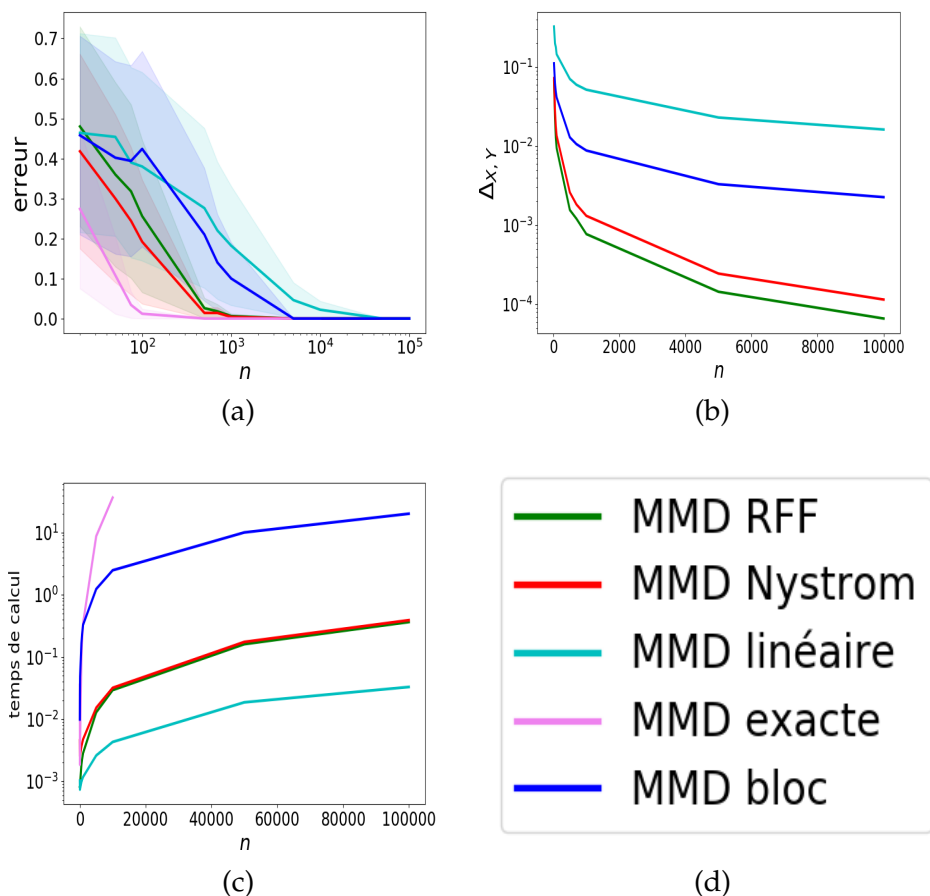 0.7
0.6
0.5
0.4
0.3
0.2
0.1
0.0
erreur
10² 10³ 10⁴ 10⁵
n
(a)
10⁻¹
10⁻²
10⁻³
10⁻⁴
Δ_{X, Y}
0 2000 4000 6000 8000 10000
n
(b)
10¹
10⁰
10⁻¹
10⁻²
10⁻³
temps de calcul
0 20000 40000 60000 80000 100000
n
(c)
MMD RFF
MMD Nystrom
MMD linéaire
MMD exacte
MMD bloc
(d)